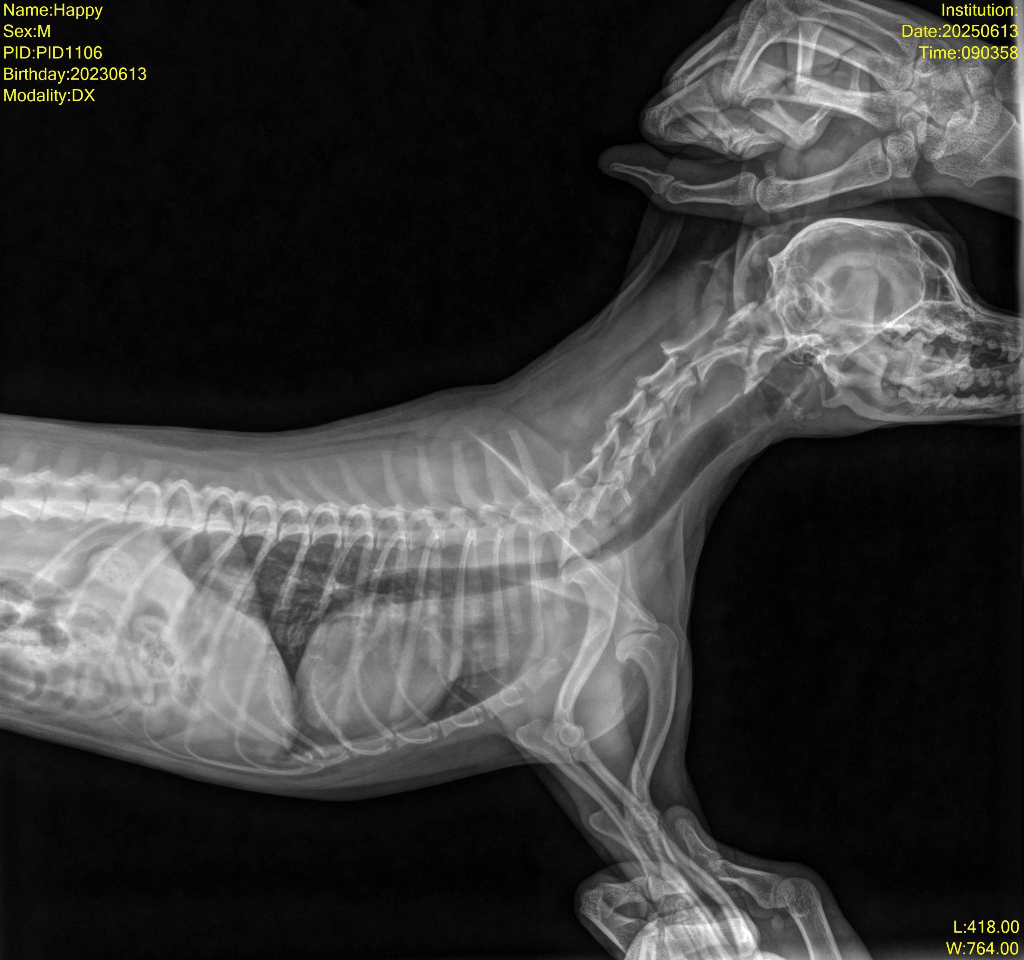 Name:Happy
Sex:M
PID:PID1106
Birthday:20230613
Modality:DX
Institution:
Date:20250613
Time:090358
L:418.00
W:764.00